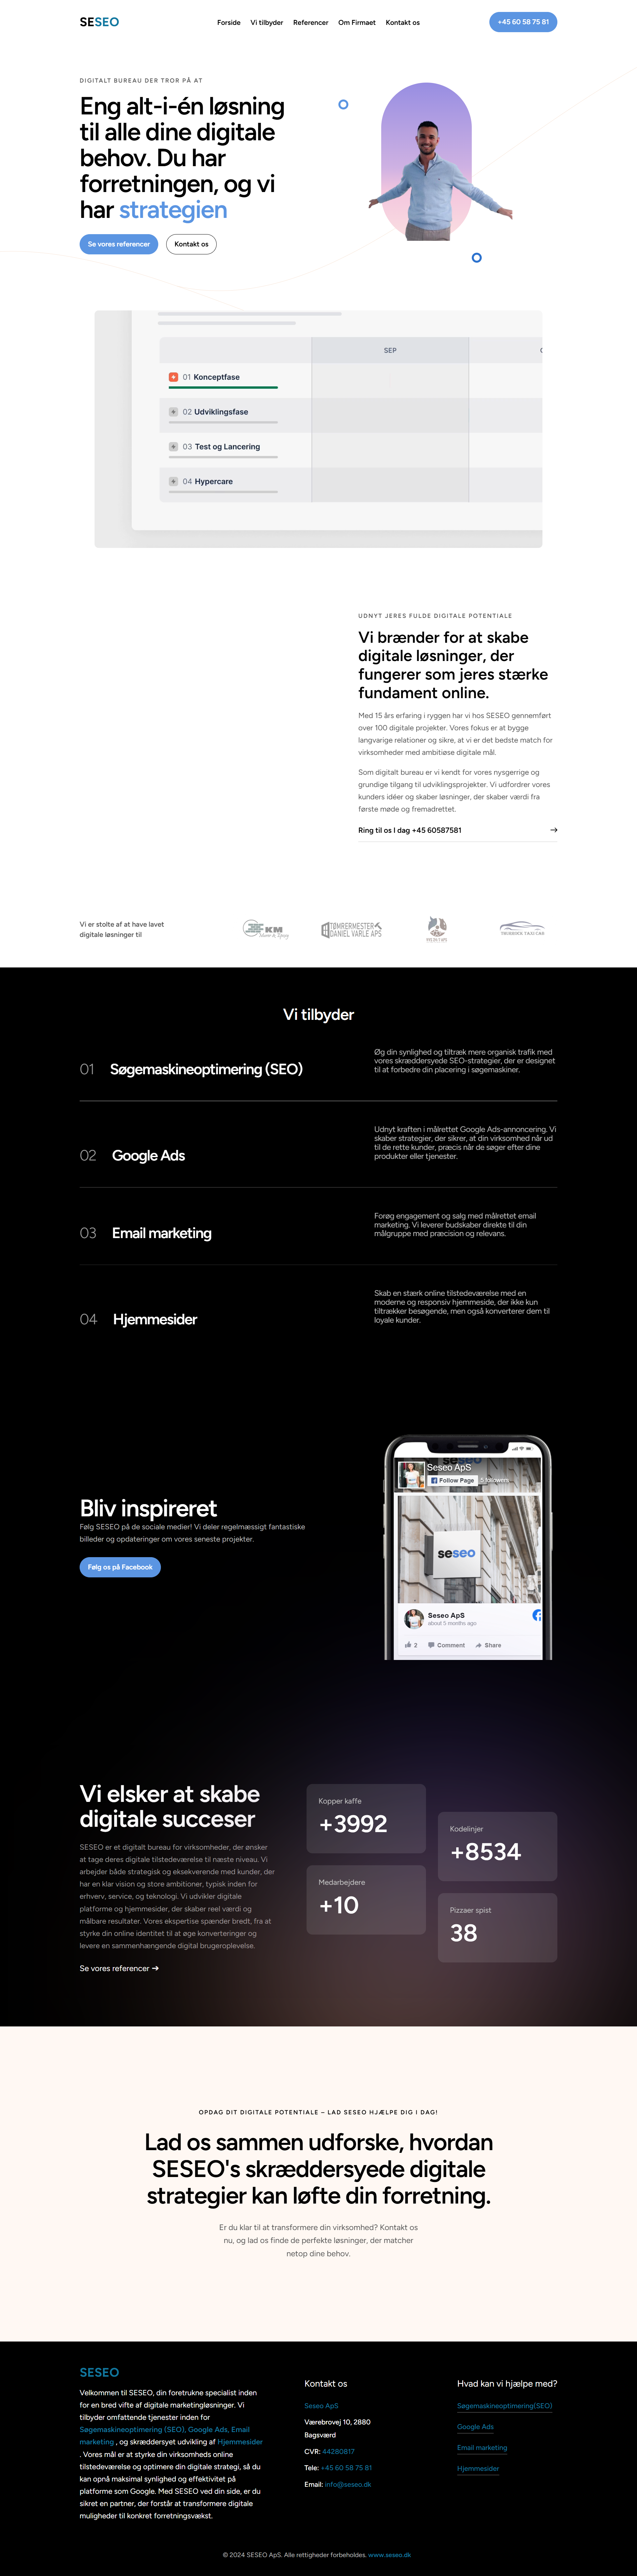 SESEO
Forside
Vi tilbyder
Referencer
Om Firmaet
Kontakt os
+45 60 58 75 81
DIGITALT BUREAU DER TROR PÅ AT
Eng alt-i-én løsning
til alle dine digitale
behov. Du har
forretningen, og vi
har strategien
Se vores referencer
Kontakt os
SEP
01 Konceptfase
02 Udviklingsfase
03 Test og Lancering
04 Hypercare
UDNYT JERES FULDE DIGITALE POTENTIALE
Vi brænder for at skabe
digitale løsninger, der
fungerer som jeres stærke
fundament online.
Med 15 års erfaring i ryggen har vi hos SESEO gennemført
over 100 digitale projekter. Vores fokus er at bygge
langvarige relationer og sikre, at vi er det bedste match for
virksomheder med ambitiøse digitale mål.
Som digitalt bureau er vi kendt for vores nysgerrige og
grundige tilgang til udviklingsprojekter. Vi udfordrer vores
kunders idéer og skaber løsninger, der skaber værdi fra
første møde og fremadrettet.
Ring til os I dag +45 60587581
Vi er stolte af at have lavet
digitale løsninger til
KM
TØMRERMESTER
DANIEL VARLE APS
Vi tilbyder
01 Søgemaskineoptimering (SEO)
Øg din synlighed og tiltræk mere organisk trafik med
vores skræddersyede SEO-strategier, der er designet
til at forbedre din placering i søgemaskiner.
02 Google Ads
Udnyt kraften i målrettet Google Ads-annoncering. Vi
skaber strategier, der sikrer, at din virksomhed når ud
til de rette kunder, præcis når de søger efter dine
produkter eller tjenester.
03 Email marketing
Forøg engagement og salg med målrettet email
marketing. Vi leverer budskaber direkte til din
målgruppe med præcision og relevans.
04 Hjemmesider
Skab en stærk online tilstedeværelse med en
moderne og responsiv hjemmeside, der ikke kun
tiltrækker besøgende, men også konverterer dem til
loyale kunder.
Bliv inspireret
Følg SESEO på de sociale medier! Vi deler regelmæssigt fantastiske
billeder og opdateringer om vores seneste projekter.
Følg os på Facebook
seseo
Seseo ApS
Follow Page
5 followers
seseo
Seseo ApS
about 5 months ago
2
Comment
Share
Vi elsker at skabe
digitale succeser
SESEO er et digitalt bureau for virksomheder, der ønsker
at tage deres digitale tilstedeværelse til næste niveau. Vi
arbejder både strategisk og eksekverende med kunder, der
har en klar vision og store ambitioner, typisk inden for
erhverv, service, og teknologi. Vi udvikler digitale
platforme og hjemmesider, der skaber reel værdi og
målbare resultater. Vores ekspertise spænder bredt, fra at
styrke din online identitet til at øge konverteringer og
levere en sammenhængende digital brugeroplevelse.
Se vores referencer
Kopper kaffe
+3992
Kodelinjer
+8534
Medarbejdere
+10
Pizzaer spist
38
OPDAG DIT DIGITALE POTENTIALE – LAD SESEO HJÆLPE DIG I DAG!
Lad os sammen udforske, hvordan
SESEO's skræddersyede digitale
strategier kan løfte din forretning.
Er du klar til at transformere din virksomhed? Kontakt os
nu, og lad os finde de perfekte løsninger, der matcher
netop dine behov.
SESEO
Velkommen til SESEO, din foretrukne specialist inden
for en bred vifte af digitale marketingløsninger. Vi
tilbyder omfattende tjenester inden for
Søgemaskineoptimering (SEO), Google Ads, Email
marketing , og skræddersyet udvikling af Hjemmesider
. Vores mål er at styrke din virksomheds online
tilstedeværelse og optimere din digitale strategi, så du
kan opnå maksimal synlighed og effektivitet på
platforme som Google. Med SESEO ved din side, er du
sikret en partner, der forstår at transformere digitale
muligheder til konkret forretningsvækst.
Kontakt os
Seseo ApS
Værebrovej 10, 2880
Bagsværd
CVR: 44280817
Tele: +45 60 58 75 81
Email: info@seseo.dk
Hvad kan vi hjælpe med?
Søgemaskineoptimering(SEO)
Google Ads
Email marketing
Hjemmesider
© 2024 SESEO ApS. Alle rettigheder forbeholdes. www.seseo.dk